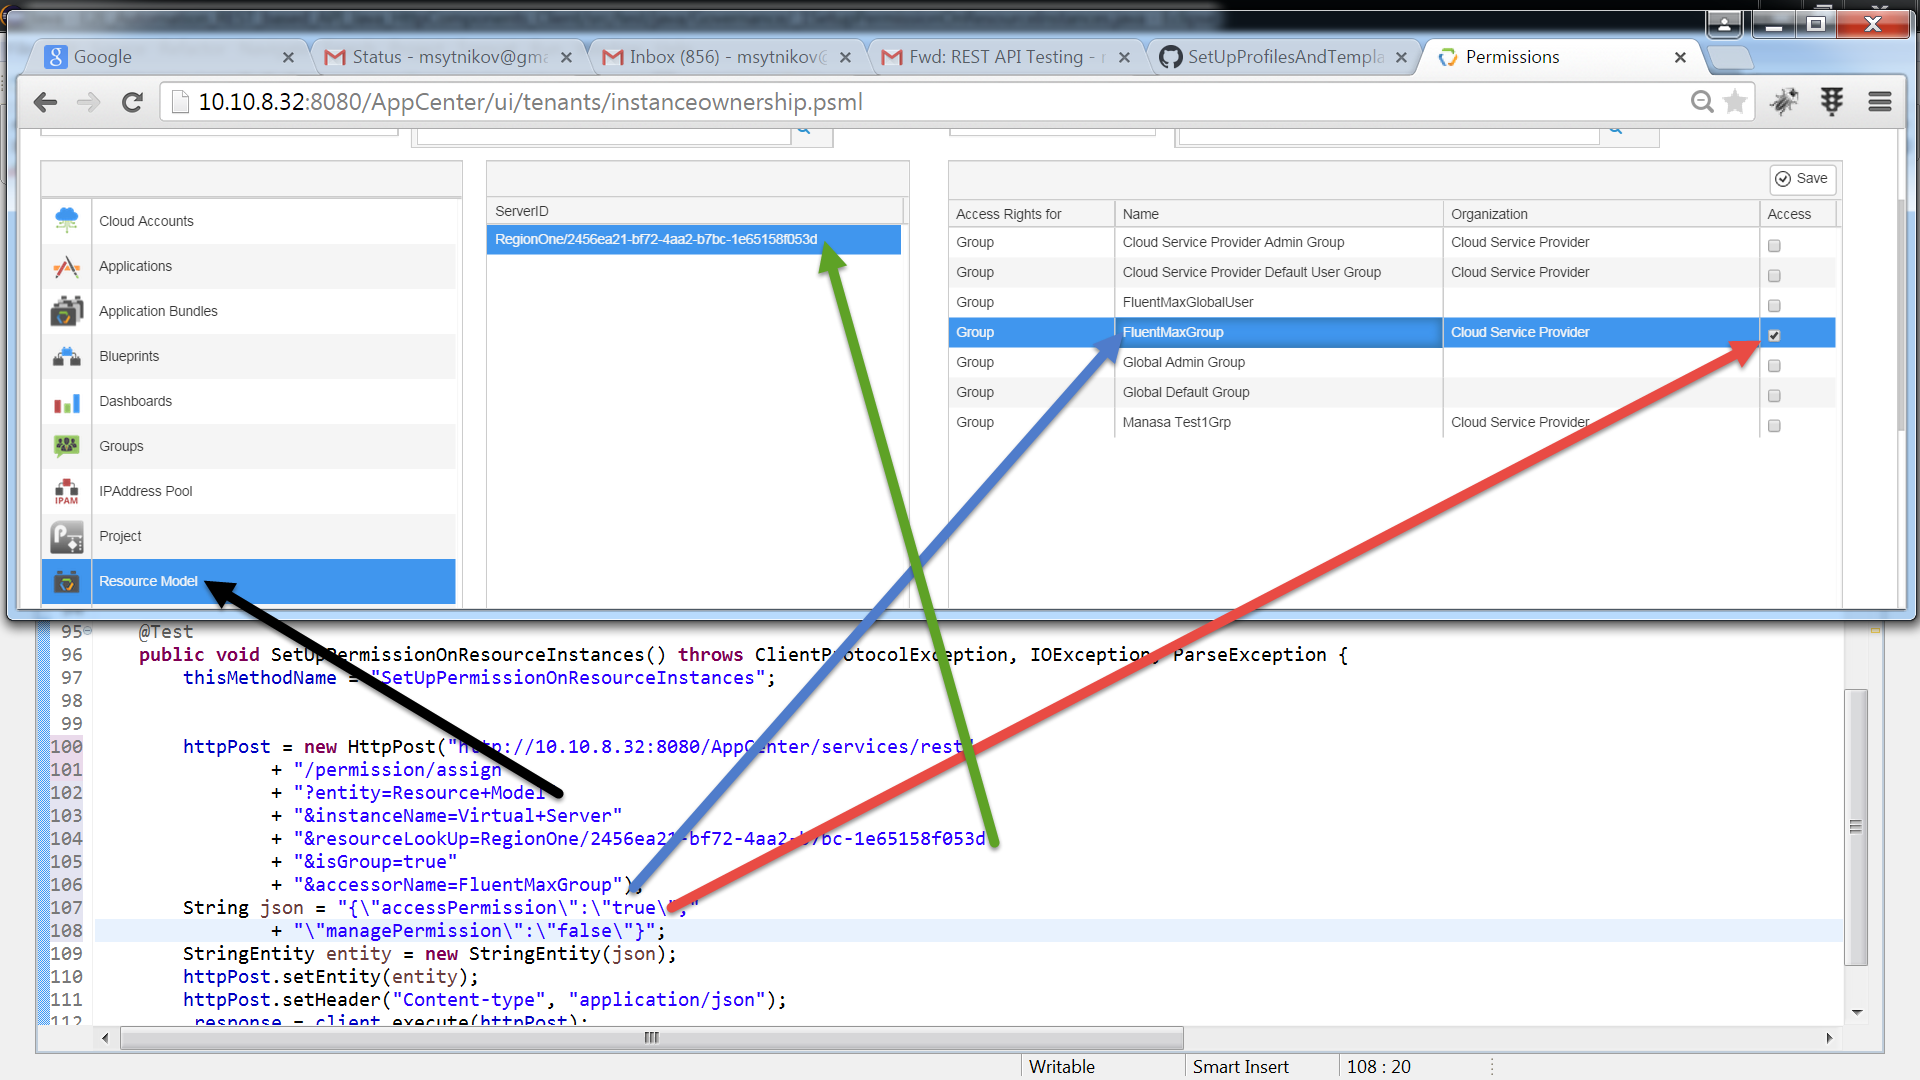 Google
Status - msytnikov@gma
Inbox (856) - msytnikov@
Fwd: REST API Testing -
SetUpProfilesAndTempla
Permissions
10.10.8.32:8080/AppCenter/ui/tenants/instanceownership.psml
Save
ServerID
Access Rights for Name Organization Access
Cloud Accounts
Applications
Application Bundles
Blueprints
Dashboards
Groups
IPAM
IPAddress Pool
Project
Resource Model
RegionOne/2456ea21-bf72-4aa2-b7bc-1e65158f053d
Group Cloud Service Provider Admin Group Cloud Service Provider
Group Cloud Service Provider Default User Group Cloud Service Provider
Group FluentMaxGlobalUser
Group FluentMaxGroup Cloud Service Provider
Group Global Admin Group
Group Global Default Group
Group Manasa Test1Grp Cloud Service Provider
95 @Test
96 public void SetUpPermissionOnResourceInstances() throws ClientProtocolException, IOException, ParseException {
97 thisMethodName = "SetUpPermissionOnResourceInstances";
98
99
100 httpPost = new HttpPost("http://10.10.8.32:8080/AppCenter/services/rest"
101 + "/permission/assign
102 + "?entity=Resource+Model
103 + "&instanceName=Virtual+Server"
104 + "&resourceLookUp=RegionOne/2456ea21-bf72-4aa2-b7bc-1e65158f053d
105 + "&isGroup=true"
106 + "&accessorName=FluentMaxGroup");
107 String json = "{\"accessPermission\":\"true\","
108 + "\"managePermission\":\"false\"}";
109 StringEntity entity = new StringEntity(json);
110 httpPost.setEntity(entity);
111 httpPost.setHeader("Content-type", "application/json");
112 response = client.execute(httpPost);
Writable Smart Insert 108 : 20